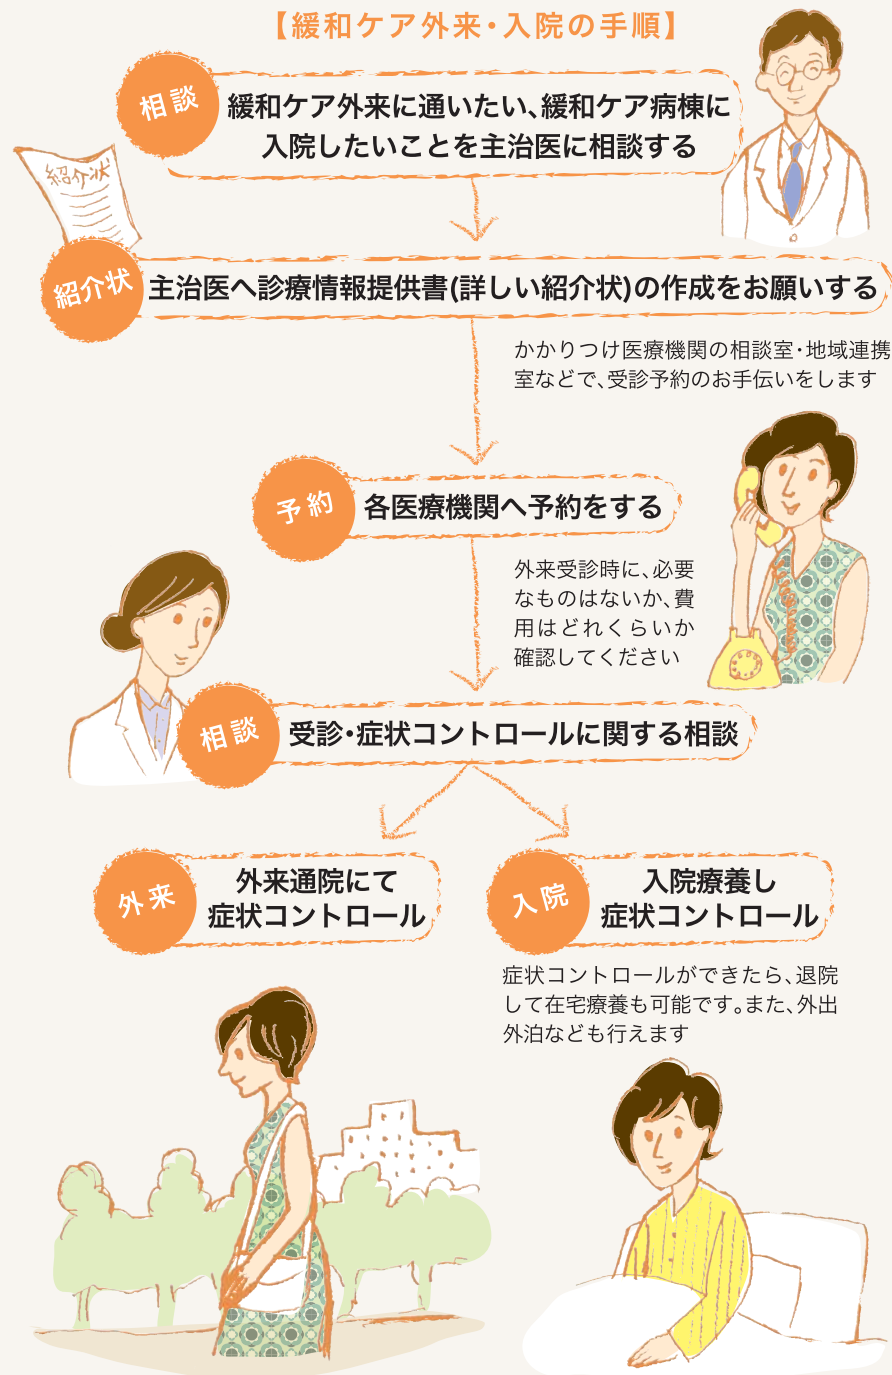 【緩和ケア外来・入院の手順】
相談
緩和ケア外来に通いたい、緩和ケア病棟に
入院したいことを主治医に相談する
紹介状
紹介状
主治医へ診療情報提供書(詳しい紹介状)の作成をお願いする
かかりつけ医療機関の相談室・地域連携
室などで、受診予約のお手伝いをします
予約
各医療機関へ予約をする
外来受診時に、必要
なものはないか、費
用はどれくらいか
確認してください
相談
受診・症状コントロールに関する相談
外来
外来通院にて
症状コントロール
入院
入院療養し
症状コントロール
症状コントロールができたら、退院
して在宅療養も可能です。また、外出
外泊なども行えます